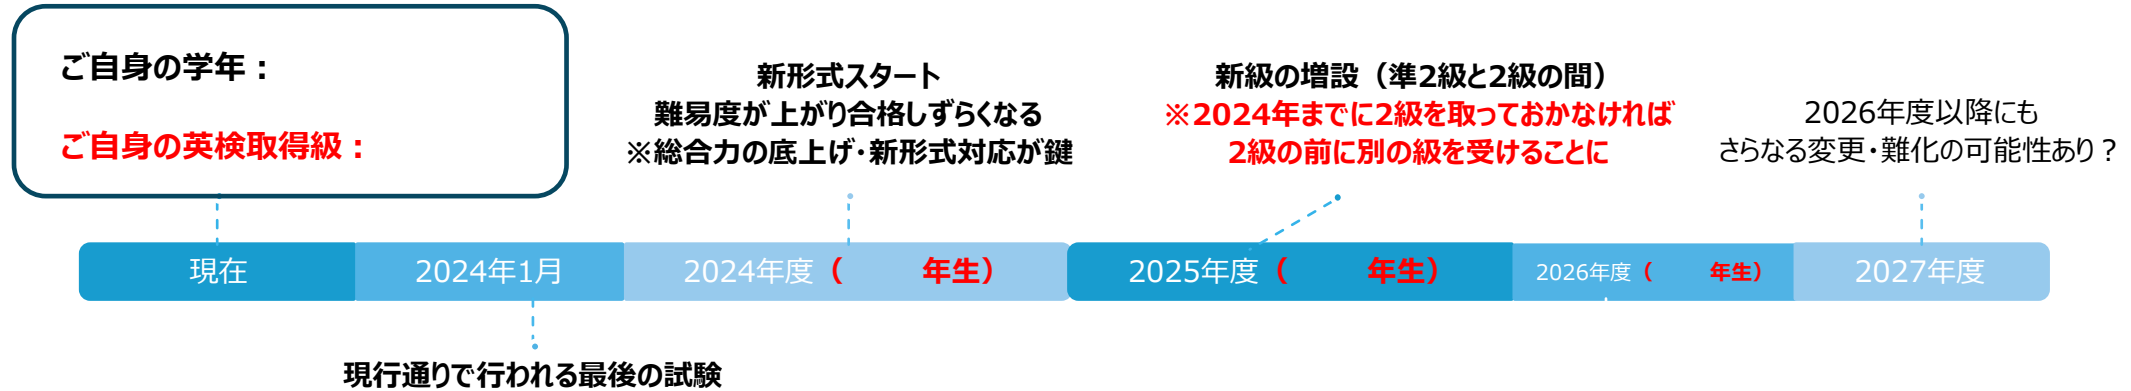 ご自身の学年：
ご自身の英検取得級：
新形式スタート
難易度が上がり合格しずらくなる
※総合力の底上げ・新形式対応が鍵
新級の増設（準2級と2級の間）
※2024年までに2級を取っておかなければ
2級の前に別の級を受けることに
2026年度以降にも
さらなる変更・難化の可能性あり？
現在
2024年1月
2024年度（　　年生）
2025年度（　　年生）
2026年度（　　年生）
2027年度
現行通りで行われる最後の試験